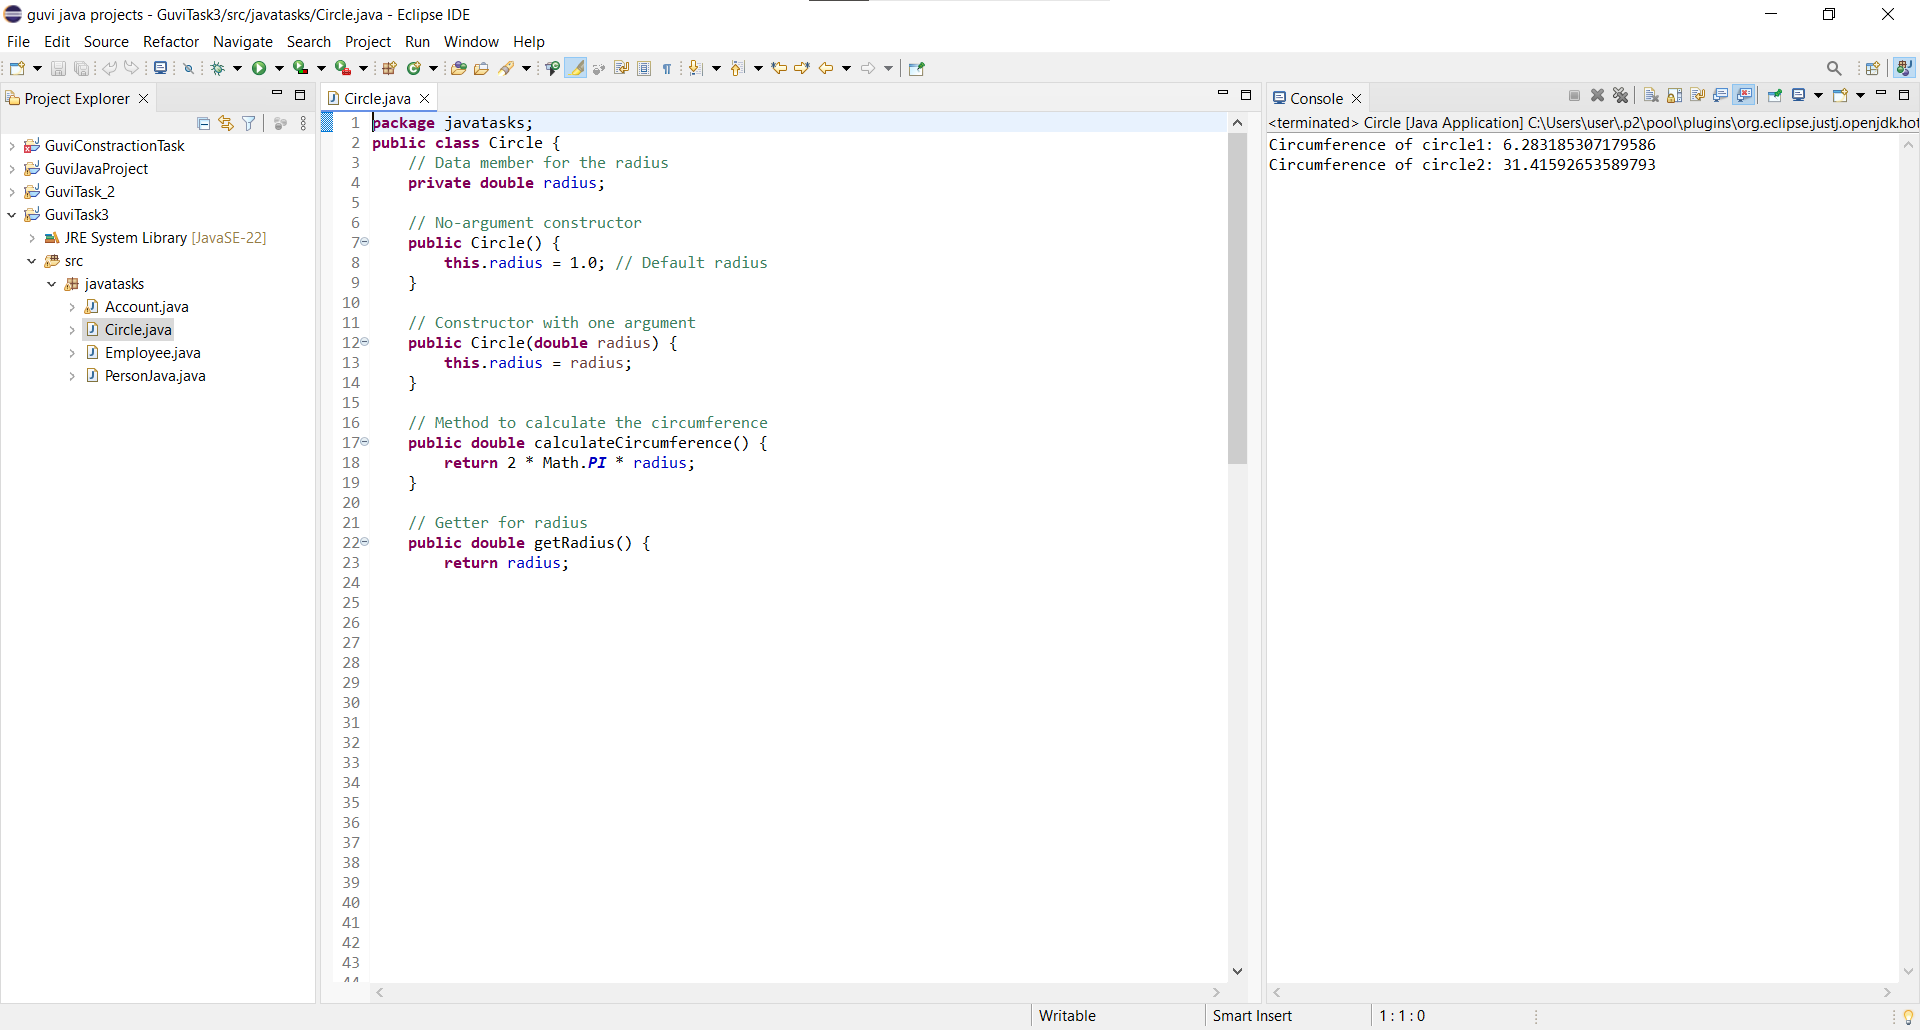 guvi java projects - GuviTask3/src/javatasks/Circle.java - Eclipse IDE
File Edit Source Refactor Navigate Search Project Run Window Help
Project Explorer
GuviConstractionTask
GuviJavaProject
GuviTask_2
GuviTask3
JRE System Library [JavaSE-22]
src
javatasks
Account.java
Circle.java
Employee.java
PersonJava.java
Circle.java
1 package javatasks;
2 public class Circle {
3     // Data member for the radius
4     private double radius;
5
6     // No-argument constructor
7     public Circle() {
8         this.radius = 1.0; // Default radius
9     }
10
11     // Constructor with one argument
12     public Circle(double radius) {
13         this.radius = radius;
14     }
15
16     // Method to calculate the circumference
17     public double calculateCircumference() {
18         return 2 * Math.PI * radius;
19     }
20
21     // Getter for radius
22     public double getRadius() {
23         return radius;
24
25
26
27
28
29
30
31
32
33
34
35
36
37
38
39
40
41
42
43
44
Console
<terminated> Circle [Java Application] C:\Users\user\.p2\pool\plugins\org.eclipse.justj.openjdk.hot
Circumference of circle1: 6.283185307179586
Circumference of circle2: 31.41592653589793
Writable Smart Insert 1 : 1 : 0